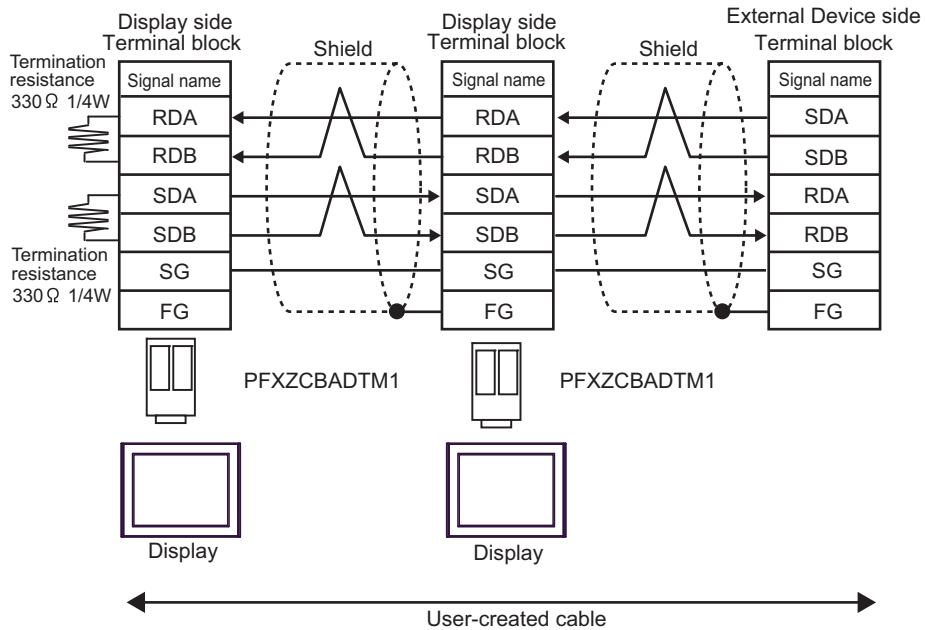 Display side
Terminal block
Display side
Terminal block
External Device side
Terminal block
Shield
Shield
Termination
resistance
330Ω 1/4W
Termination
resistance
330Ω 1/4W
Signal name
RDA
RDB
SDA
SDB
SG
FG
Signal name
RDA
RDB
SDA
SDB
SG
FG
Signal name
SDA
SDB
RDA
RDB
SG
FG
PFXZCBADTM1
PFXZCBADTM1
Display
Display
User-created cable